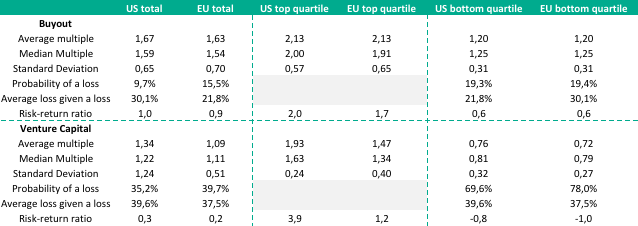 US total EU total US top quartile EU top quartile US bottom quartile EU bottom quartile
Buyout
Average multiple 1,67 1,63 2,13 2,13 1,20 1,20
Median Multiple 1,59 1,54 2,00 1,91 1,25 1,25
Standard Deviation 0,65 0,70 0,57 0,65 0,31 0,31
Probability of a loss 9,7% 15,5% 19,3% 19,4%
Average loss given a loss 30,1% 21,8% 21,8% 30,1%
Risk-return ratio 1,0 0,9 2,0 1,7 0,6 0,6
Venture Capital
Average multiple 1,34 1,09 1,93 1,47 0,76 0,72
Median Multiple 1,22 1,11 1,63 1,34 0,81 0,79
Standard Deviation 1,24 0,51 0,24 0,40 0,32 0,27
Probability of a loss 35,2% 39,7% 69,6% 78,0%
Average loss given a loss 39,6% 37,5% 39,6% 37,5%
Risk-return ratio 0,3 0,2 3,9 1,2 -0,8 -1,0